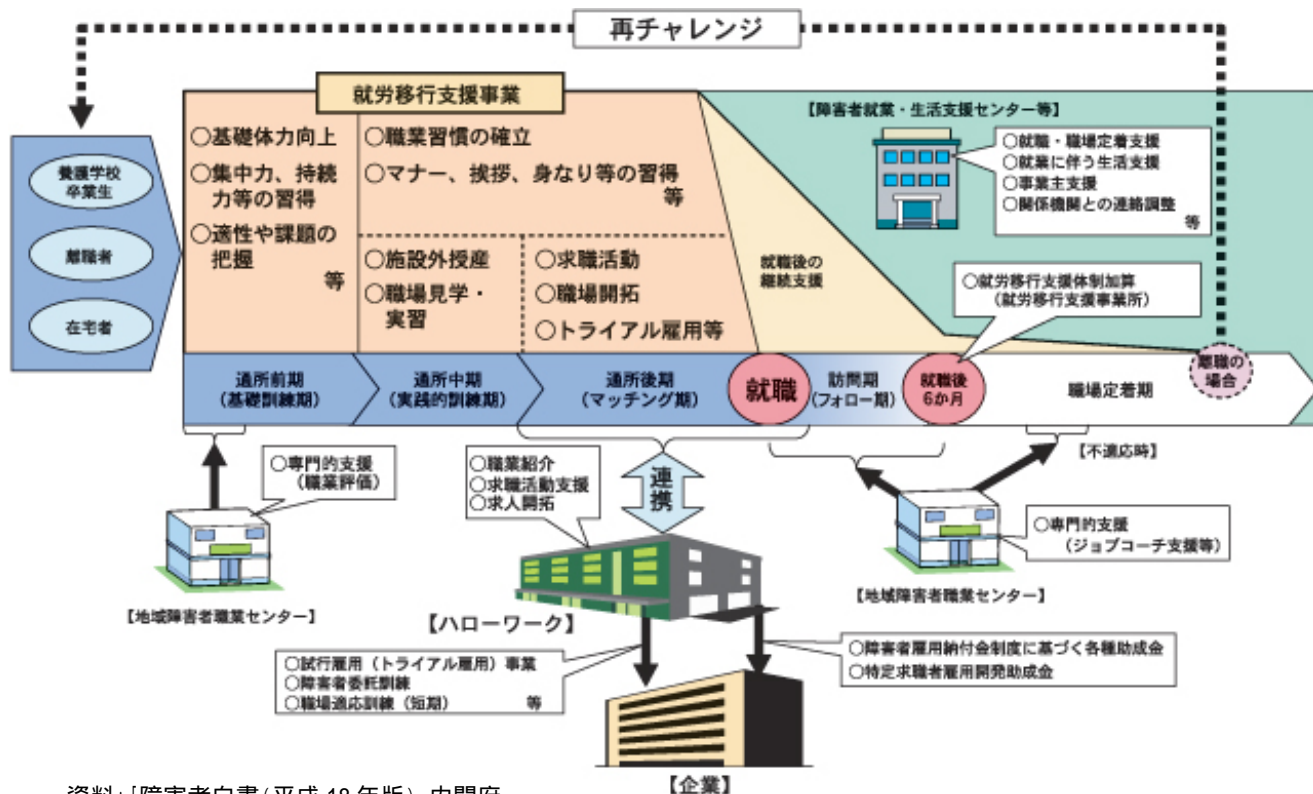 再チャレンジ
就労移行支援事業
養護学校
卒業生
離職者
在宅者
○基礎体力向上
○集中力、持続
力等の習得
○適性や課題の
把握
等
○職業習慣の確立
○マナー、挨拶、身なり等の習得
等
○施設外授産
○職場見学・
実習
○求職活動
○職場開拓
○トライアル雇用等
就職後の
継続支援
【障害者就業・生活支援センター等】
○就職・職場定着支援
○就業に伴う生活支援
○事業主支援
○関係機関との連絡調整
等
○就労移行支援体制加算
(就労移行支援事業所)
通所前期
(基礎訓練期)
通所中期
(実践的訓練期)
通所後期
(マッチング期)
就職
訪問期
(フォロー期)
就職後
6か月
職場定着期
離職の
場合
○専門的支援
(職業評価)
【地域障害者職業センター】
○職業紹介
○求職活動支援
○求人開拓
連携
【ハローワーク】
【不適応時】
○専門的支援
(ジョブコーチ支援等)
【地域障害者職業センター】
○試行雇用（トライアル雇用）事業
○障害者委託訓練
○職場適応訓練（短期） 等
○障害者雇用納付金制度に基づく各種助成金
○特定求職者雇用開発助成金
【企業】